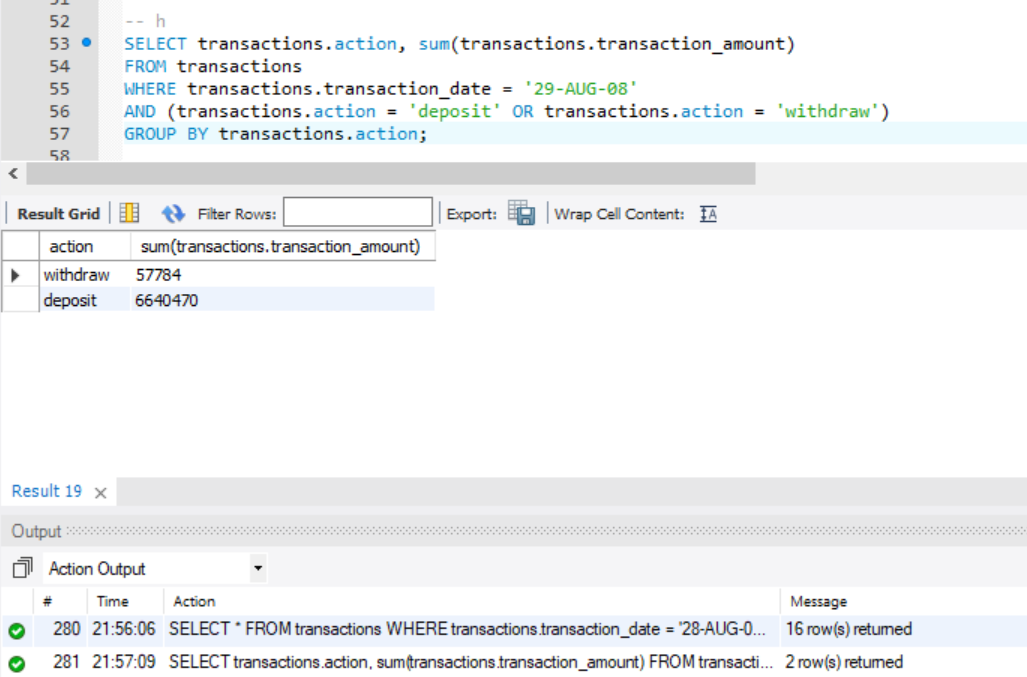 51
52 -- h
53 SELECT transactions.action, sum(transactions.transaction_amount)
54 FROM transactions
55 WHERE transactions.transaction_date = '29-AUG-08'
56 AND (transactions.action = 'deposit' OR transactions.action = 'withdraw')
57 GROUP BY transactions.action;
58
Result Grid Filter Rows: Export: Wrap Cell Content: IA
action sum(transactions.transaction_amount)
withdraw 57784
deposit 6640470
Result 19 ×
Output
Action Output
# Time Action Message
280 21:56:06 SELECT * FROM transactions WHERE transactions.transaction_date = '28-AUG-0... 16 row(s) returned
281 21:57:09 SELECT transactions.action, sum(transactions.transaction_amount) FROM transacti... 2 row(s) returned